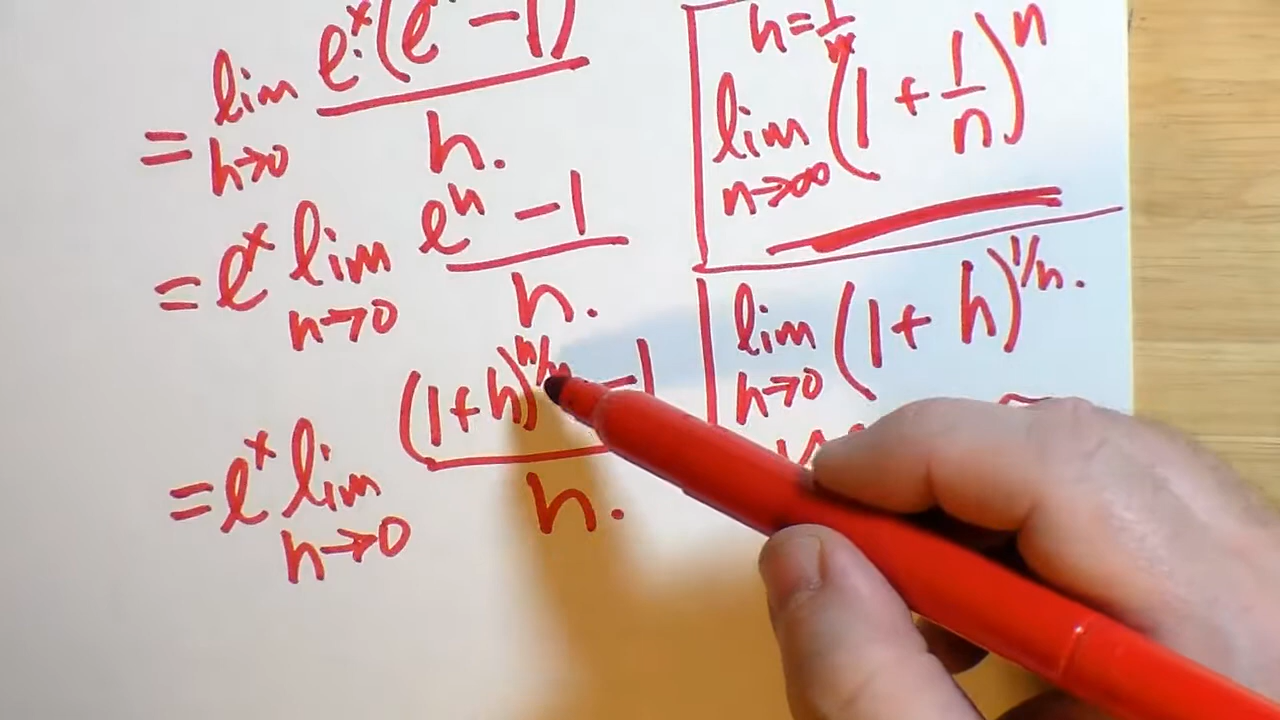 = lim h→0 e^x(e^h − 1) / h.
= e^x lim h→0 e^h − 1 / h.
= e^x lim h→0 (1+h)^h/h − 1 / h.
h = 1/n
lim n→∞ (1 + 1/n)^n
lim h→0 (1 + h)^1/h.